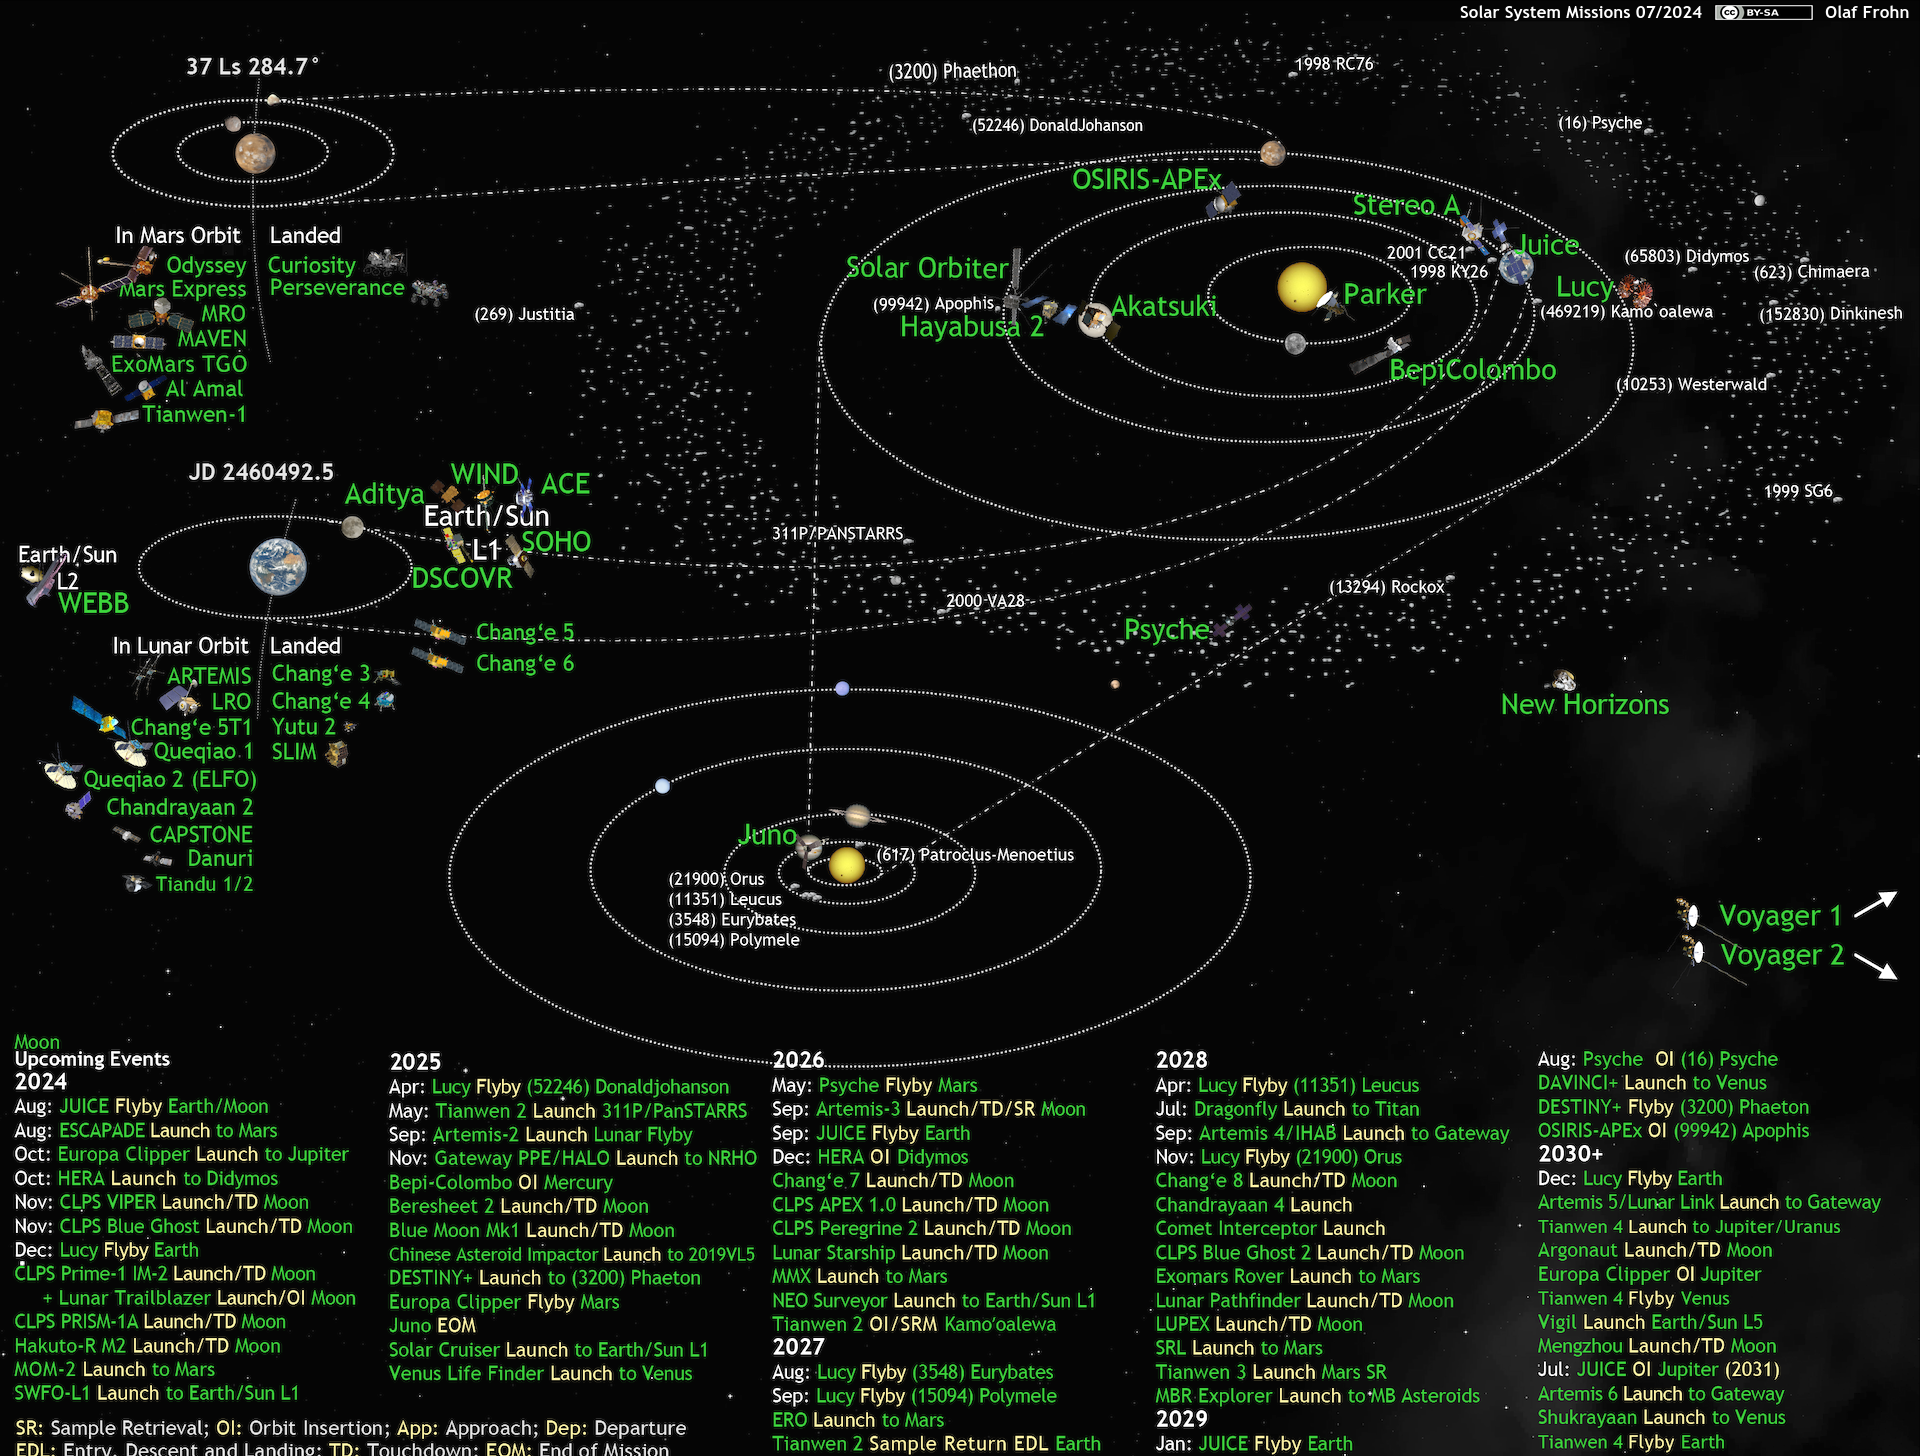 Solar System Missions 07/2024 cc BY-SA Olaf Frohn
37 Ls 284.7°
(3200) Phaethon
1998 RC76
(52246) DonaldJohanson
(16) Psyche
OSIRIS-APEx
Stereo A
Juice
2001 CC21
1998 KY26
(65803) Didymos
(623) Chimaera
Lucy
(469219) Kamo oalewa
(152830) Dinkinesh
Solar Orbiter
(99942) Apophis
Hayabusa 2
Akatsuki
Parker
BepiColombo
(10253) Westerwald
1999 SG6
In Mars Orbit
Odyssey
Mars Express
MRO
MAVEN
ExoMars TGO
Al Amal
Tianwen-1
Landed
Curiosity
Perseverance
(269) Justitia
JD 2460492.5
Aditya
WIND
ACE
Earth/Sun
L1
SOHO
DSCOVR
Earth/Sun
L2
WEBB
311P/PANSTARRS
2000 VA28
(13294) Rockox
Psyche
New Horizons
Chang‘e 5
Chang‘e 6
In Lunar Orbit
ARTEMIS
LRO
Chang‘e 5T1
Queqiao 1
Queqiao 2 (ELFO)
Chandrayaan 2
CAPSTONE
Danuri
Tiandu 1/2
Landed
Chang‘e 3
Chang‘e 4
Yutu 2
SLIM
Juno
(617) Patroclus-Menoetius
(21900) Orus
(11351) Leucus
(3548) Eurybates
(15094) Polymele
Voyager 1
Voyager 2
Moon
Upcoming Events
2024
Aug: JUICE Flyby Earth/Moon
Aug: ESCAPADE Launch to Mars
Oct: Europa Clipper Launch to Jupiter
Oct: HERA Launch to Didymos
Nov: CLPS VIPER Launch/TD Moon
Nov: CLPS Blue Ghost Launch/TD Moon
Dec: Lucy Flyby Earth
CLPS Prime-1 IM-2 Launch/TD Moon
+ Lunar Trailblazer Launch/OI Moon
CLPS PRISM-1A Launch/TD Moon
Hakuto-R M2 Launch/TD Moon
MOM-2 Launch to Mars
SWFO-L1 Launch to Earth/Sun L1
SR: Sample Retrieval; OI: Orbit Insertion; App: Approach; Dep: Departure
EDL: Entry, Descent and Landing; TD: Touchdown; EOM: End of Mission
2025
Apr: Lucy Flyby (52246) Donaldjohanson
May: Tianwen 2 Launch 311P/PanSTARRS
Sep: Artemis-2 Launch Lunar Flyby
Nov: Gateway PPE/HALO Launch to NRHO
Bepi-Colombo OI Mercury
Beresheet 2 Launch/TD Moon
Blue Moon Mk1 Launch/TD Moon
Chinese Asteroid Impactor Launch to 2019VL5
DESTINY+ Launch to (3200) Phaeton
Europa Clipper Flyby Mars
Juno EOM
Solar Cruiser Launch to Earth/Sun L1
Venus Life Finder Launch to Venus
2026
May: Psyche Flyby Mars
Sep: Artemis-3 Launch/TD/SR Moon
Sep: JUICE Flyby Earth
Dec: HERA OI Didymos
Chang‘e 7 Launch/TD Moon
CLPS APEX 1.0 Launch/TD Moon
CLPS Peregrine 2 Launch/TD Moon
Lunar Starship Launch/TD Moon
MMX Launch to Mars
NEO Surveyor Launch to Earth/Sun L1
Tianwen 2 OI/SRM Kamo'oalewa
2027
Aug: Lucy Flyby (3548) Eurybates
Sep: Lucy Flyby (15094) Polymele
ERO Launch to Mars
Tianwen 2 Sample Return EDL Earth
2028
Apr: Lucy Flyby (11351) Leucus
Jul: Dragonfly Launch to Titan
Sep: Artemis 4/IHAB Launch to Gateway
Nov: Lucy Flyby (21900) Orus
Chang‘e 8 Launch/TD Moon
Chandrayaan 4 Launch
Comet Interceptor Launch
CLPS Blue Ghost 2 Launch/TD Moon
Exomars Rover Launch to Mars
Lunar Pathfinder Launch/TD Moon
LUPEX Launch/TD Moon
SRL Launch to Mars
Tianwen 3 Launch Mars SR
MBR Explorer Launch to MB Asteroids
2029
Jan: JUICE Flyby Earth
Aug: Psyche OI (16) Psyche
DAVINCI+ Launch to Venus
DESTINY+ Flyby (3200) Phaeton
OSIRIS-APEx OI (99942) Apophis
2030+
Dec: Lucy Flyby Earth
Artemis 5/Lunar Link Launch to Gateway
Tianwen 4 Launch to Jupiter/Uranus
Argonaut Launch/TD Moon
Europa Clipper OI Jupiter
Tianwen 4 Flyby Venus
Vigil Launch Earth/Sun L5
Mengzhou Launch/TD Moon
Jul: JUICE OI Jupiter (2031)
Artemis 6 Launch to Gateway
Shukrayaan Launch to Venus
Tianwen 4 Flyby Earth